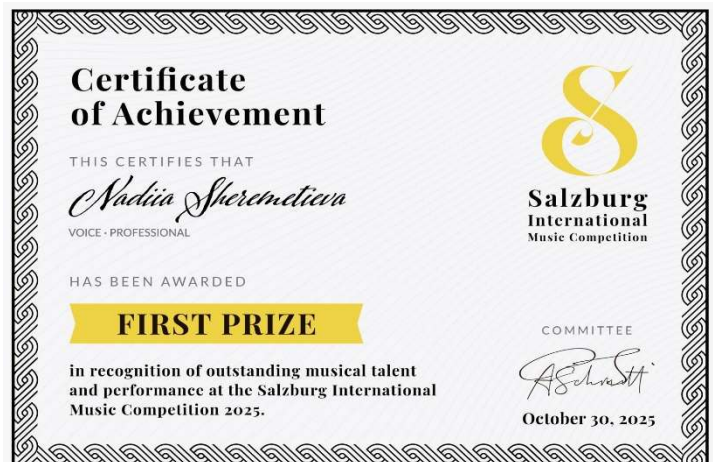 Certificate
of Achievement
THIS CERTIFIES THAT
Nadiia Sheremetieva
VOICE - PROFESSIONAL
HAS BEEN AWARDED
FIRST PRIZE
in recognition of outstanding musical talent
and performance at the Salzburg International
Music Competition 2025.
S
Salzburg
International
Music Competition
COMMITTEE
October 30, 2025